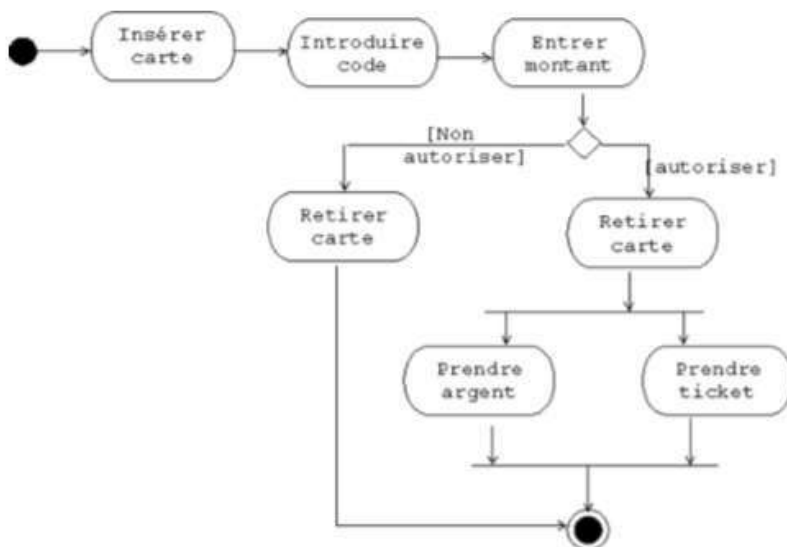 Insérer
carte
Introduire
code
Entrer
montant
[Non
autoriser]
[autoriser]
Retirer
carte
Retirer
carte
Prendre
argent
Prendre
ticket